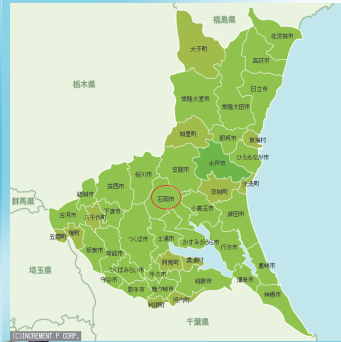 福島県
北茨城市
大子町
高萩市
栃木県
日立市
常陸大宮市
常陸太田市
城里町
那珂市
東海村
水戸市
ひたちなか市
笠間市
桜川市
大洗町
茨城町
筑西市
結城市
石岡市
群馬県
小美玉市
古河市
下妻市
八千代町
鉾田市
五霞町
境町
つくば市
土浦市
かすみがうら市
行方市
坂東市
常総市
阿見町
美浦村
埼玉県
つくばみらい市
牛久市
鹿嶋市
守谷市
稲敷市
潮来市
取手市
龍ケ崎市
神栖市
利根町
河内町
千葉県
(C)INCREMENT P CORP.